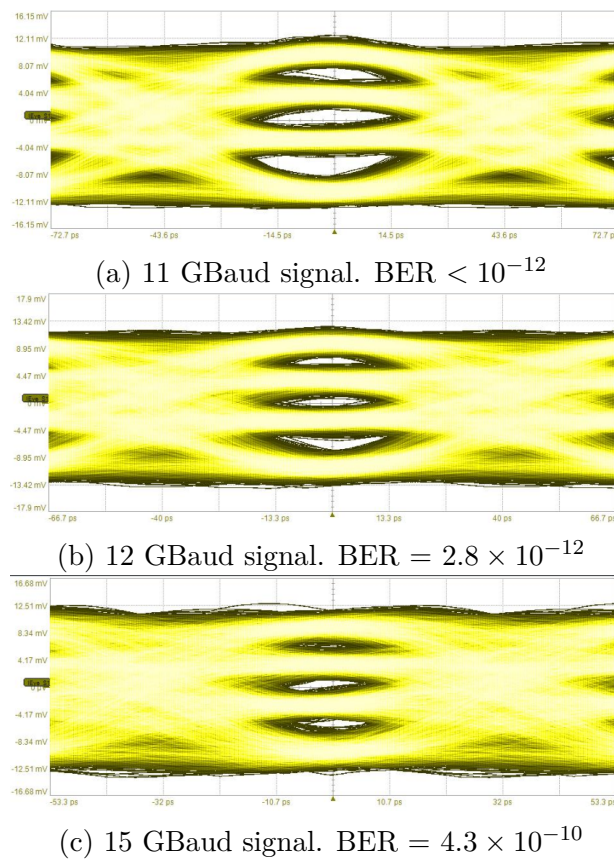 16.15 mV
12.11 mV
8.07 mV
4.04 mV
-4.04 mV
-8.07 mV
-12.11 mV
-16.15 mV
-72.7 ps -43.6 ps -14.5 ps 14.5 ps 43.6 ps 72.7 ps
(a) 11 GBaud signal. BER < 10⁻¹²
17.9 mV
13.42 mV
8.95 mV
4.47 mV
-4.47 mV
-8.95 mV
-13.42 mV
-17.9 mV
-66.7 ps -40 ps -13.3 ps 13.3 ps 40 ps 66.7 ps
(b) 12 GBaud signal. BER = 2.8 × 10⁻¹²
16.68 mV
12.51 mV
8.34 mV
4.17 mV
-4.17 mV
-8.34 mV
-12.51 mV
-16.68 mV
-53.3 ps -32 ps -10.7 ps 10.7 ps 32 ps 53.3 ps
(c) 15 GBaud signal. BER = 4.3 × 10⁻¹⁰